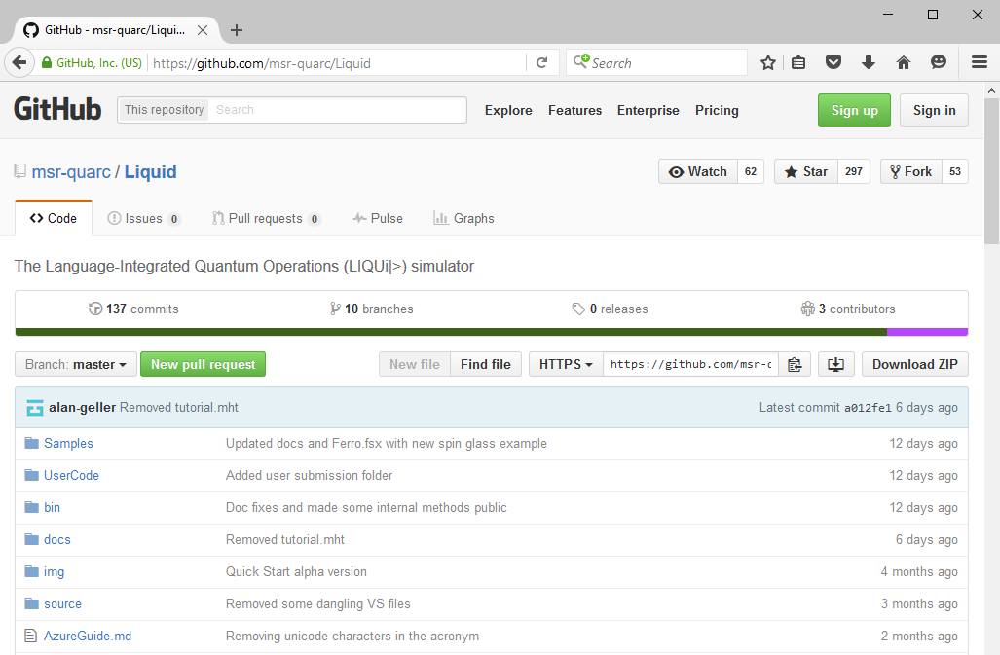 GitHub - msr-quarc/Liqui...
GitHub, Inc. (US) https://github.com/msr-quarc/Liquid Search
GitHub This repository Search Explore Features Enterprise Pricing Sign up Sign in
msr-quarc / Liquid Watch 62 Star 297 Fork 53
Code Issues 0 Pull requests 0 Pulse Graphs
The Language-Integrated Quantum Operations (LIQUi|>) simulator
137 commits 10 branches 0 releases 3 contributors
Branch: master New pull request New file Find file HTTPS https://github.com/msr-q Download ZIP
alan-geller Removed tutorial.mht Latest commit a012fe1 6 days ago
Samples Updated docs and Ferro.fsx with new spin glass example 12 days ago
UserCode Added user submission folder 12 days ago
bin Doc fixes and made some internal methods public 12 days ago
docs Removed tutorial.mht 6 days ago
img Quick Start alpha version 4 months ago
source Removed some dangling VS files 3 months ago
AzureGuide.md Removing unicode characters in the acronym 2 months ago